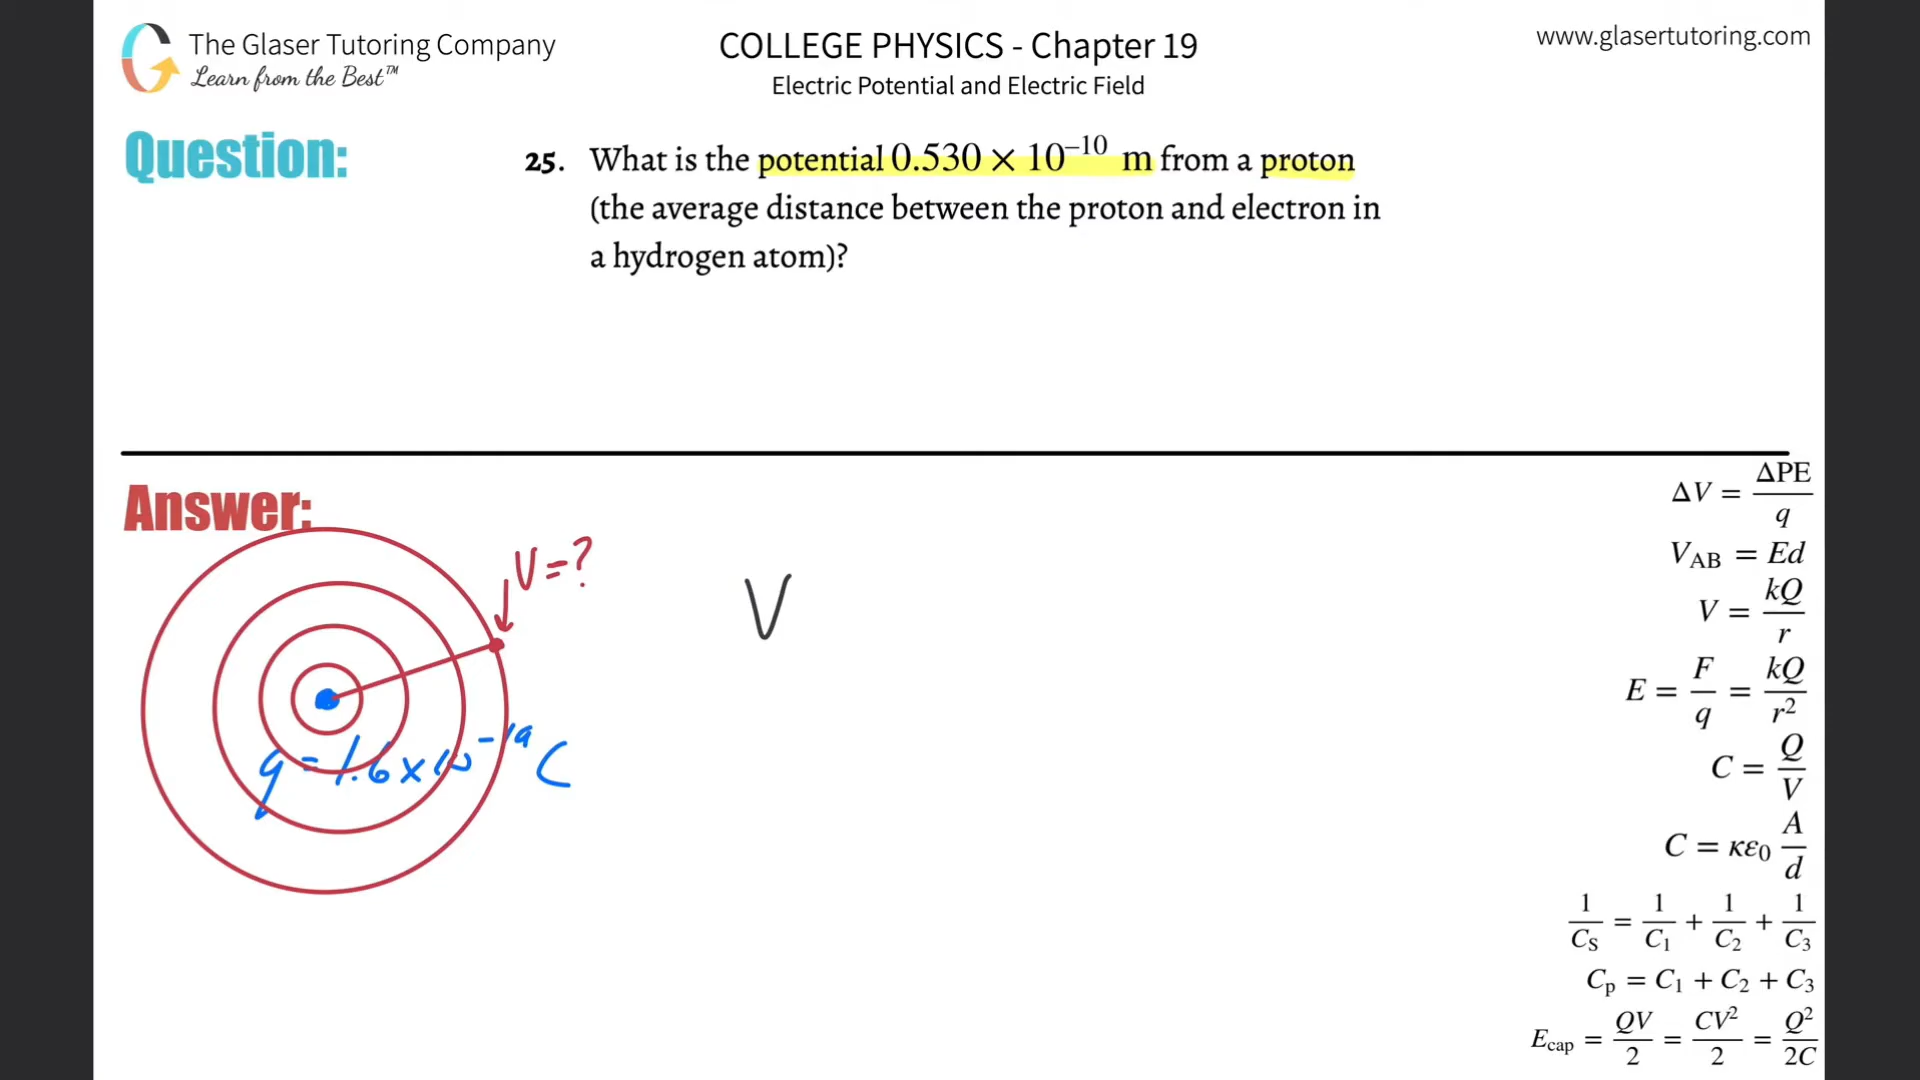 The Glaser Tutoring Company
Learn from the Best™
COLLEGE PHYSICS - Chapter 19
Electric Potential and Electric Field
www.glasertutoring.com
Question:
25. What is the potential 0.530 × 10⁻¹⁰ m from a proton
(the average distance between the proton and electron in
a hydrogen atom)?
Answer:
V=?
q=1.6×10⁻¹⁹ C
V
ΔV = ΔPE/q
V_AB = Ed
V = kQ/r
E = F/q = kQ/r²
C = Q/V
C = κε₀ A/d
1/C_S = 1/C₁ + 1/C₂ + 1/C₃
C_p = C₁ + C₂ + C₃
E_cap = QV/2 = CV²/2 = Q²/2C